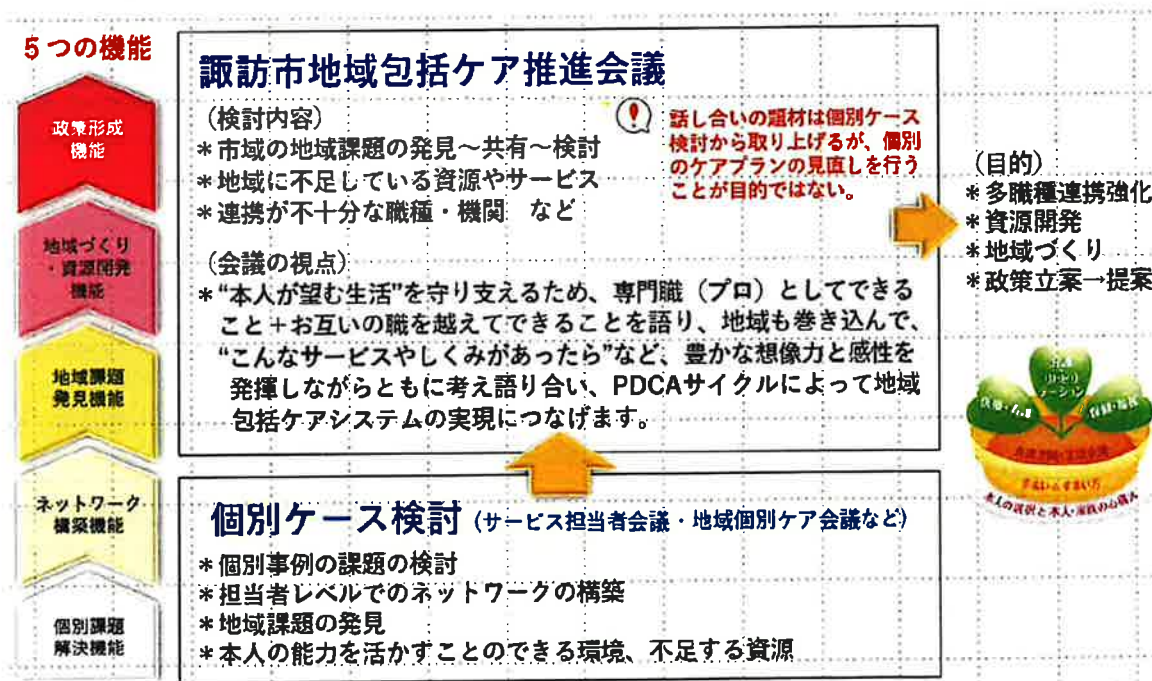 5つの機能
政策形成
機能
地域づくり
・資源開発
機能
地域課題
発見機能
ネットワーク
構築機能
個別課題
解決機能
諏訪市地域包括ケア推進会議
（検討内容）
＊市域の地域課題の発見～共有～検討
＊地域に不足している資源やサービス
＊連携が不十分な職種・機関　など
話し合いの題材は個別ケース
検討から取り上げるが、個別
のケアプランの見直しを行う
ことが目的ではない。
（会議の視点）
＊“本人が望む生活”を守り支えるため、専門職（プロ）としてできる
こと＋お互いの職を越えてできることを語り、地域も巻き込んで、
“こんなサービスやしくみがあったら”など、豊かな想像力と感性を
発揮しながらともに考え語り合い、PDCAサイクルによって地域
包括ケアシステムの実現につなげます。
（目的）
＊多職種連携強化
＊資源開発
＊地域づくり
＊政策立案→提案
本人の選択と本人・家族の心構え
個別ケース検討（サービス担当者会議・地域個別ケア会議など）
＊個別事例の課題の検討
＊担当者レベルでのネットワークの構築
＊地域課題の発見
＊本人の能力を活かすことのできる環境、不足する資源